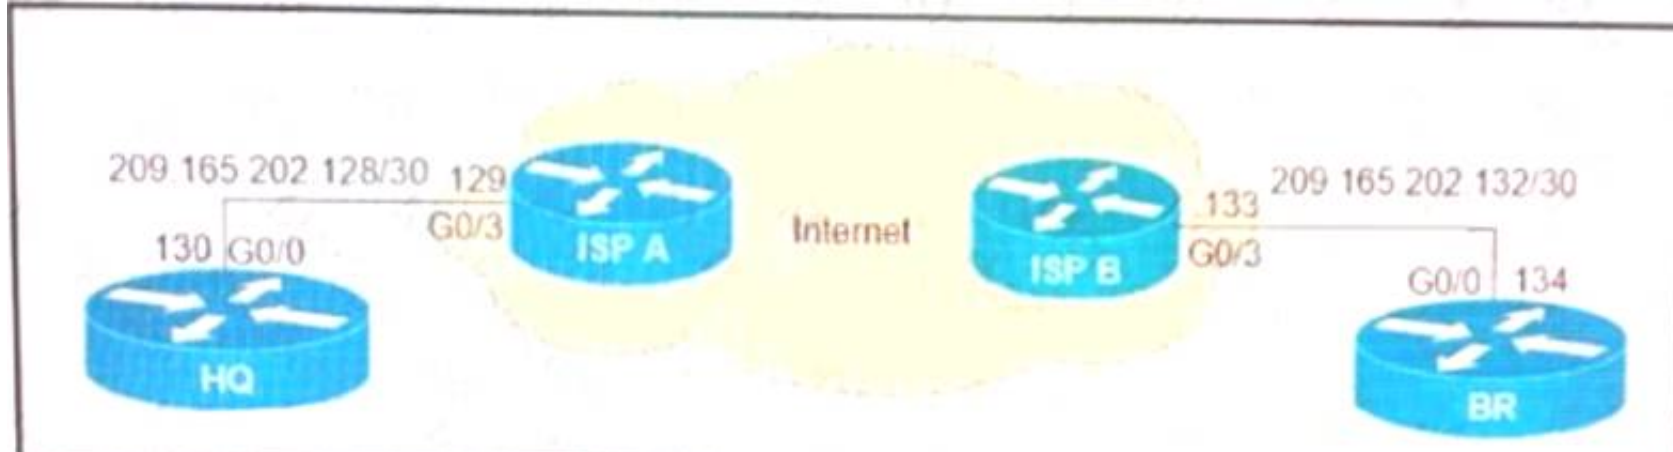 209 165 202 128/30
129
G0/3
130
G0/0
HQ
ISP A
Internet
ISP B
.133
G0/3
209 165 202 132/30
G0/0
134
BR